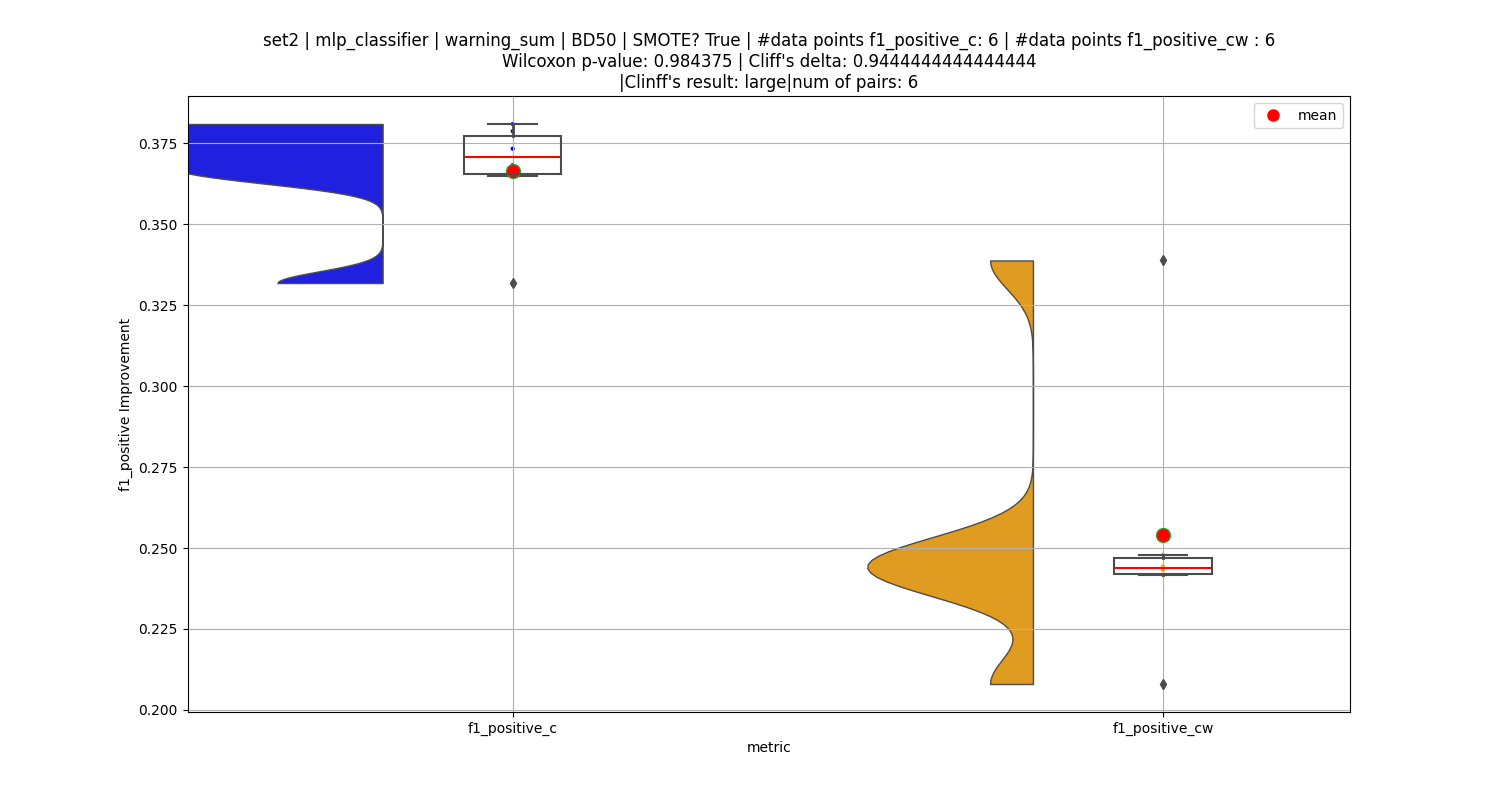 set2 | mlp_classifier | warning_sum | BD50 | SMOTE? True | #data points f1_positive_c: 6 | #data points f1_positive_cw : 6
Wilcoxon p-value: 0.984375 | Cliff's delta: 0.9444444444444444
|Clinff's result: large|num of pairs: 6
mean
0.375
0.350
0.325
0.300
0.275
0.250
0.225
0.200
f1_positive Improvement
f1_positive_c
f1_positive_cw
metric